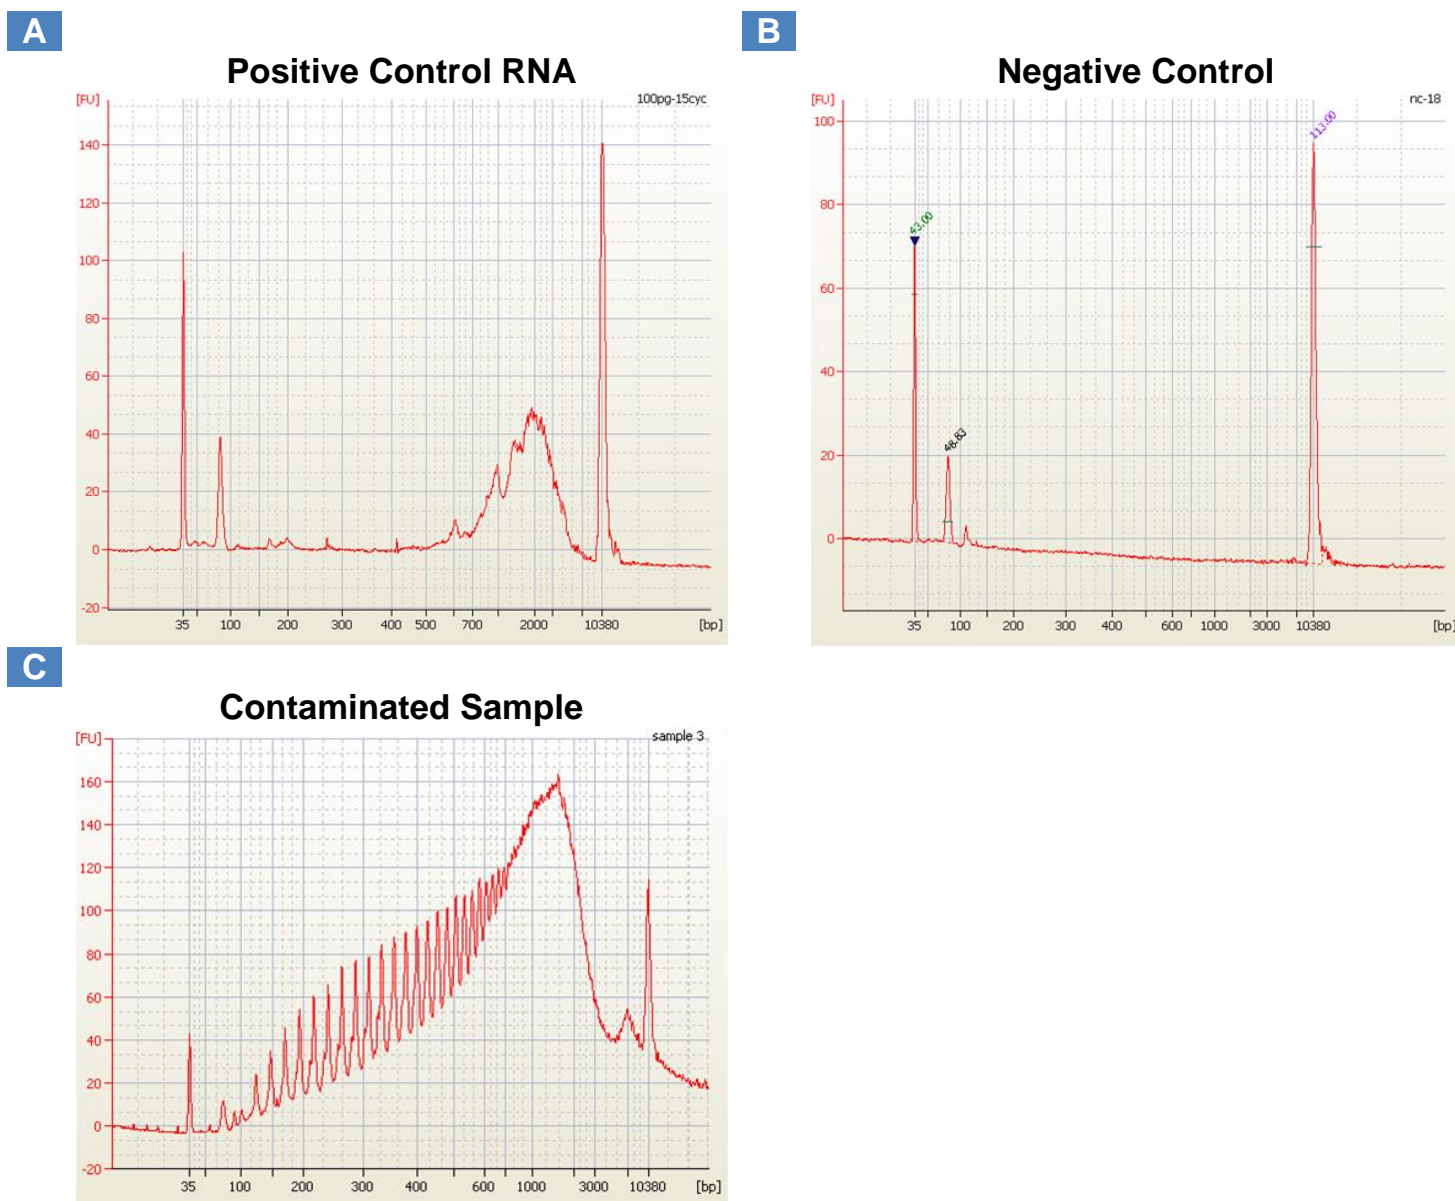 A
Positive Control RNA
[FU]
100pg-15cyc
140
120
100
80
60
40
20
0
-20
35 100 200 300 400 500 700 2000 10380 [bp]
B
Negative Control
[FU]
nc-18
113.00
100
80
43.00
60
40
48.83
20
0
35 100 200 300 400 600 1000 3000 10380 [bp]
C
Contaminated Sample
[FU]
sample 3
160
140
120
100
80
60
40
20
0
-20
35 100 200 300 400 600 1000 3000 10380 [bp]